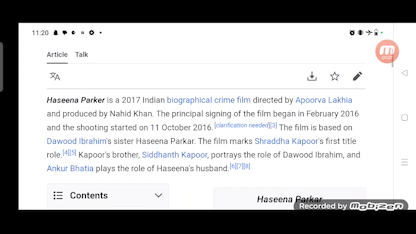 11:20
Article Talk
Haseena Parker is a 2017 Indian biographical crime film directed by Apoorva Lakhia
and produced by Nahid Khan. The principal signing of the film began in February 2016
and the shooting started on 11 October 2016. [clarification needed][3] The film is based on
Dawood Ibrahim's sister Haseena Parker. The film marks Shraddha Kapoor's first title
role.[4][5] Kapoor's brother, Siddhanth Kapoor, portrays the role of Dawood Ibrahim, and
Ankur Bhatia plays the role of Haseena's husband.[6][7][8]
Contents
Haseena Parkar
Recorded by MOBIZEN